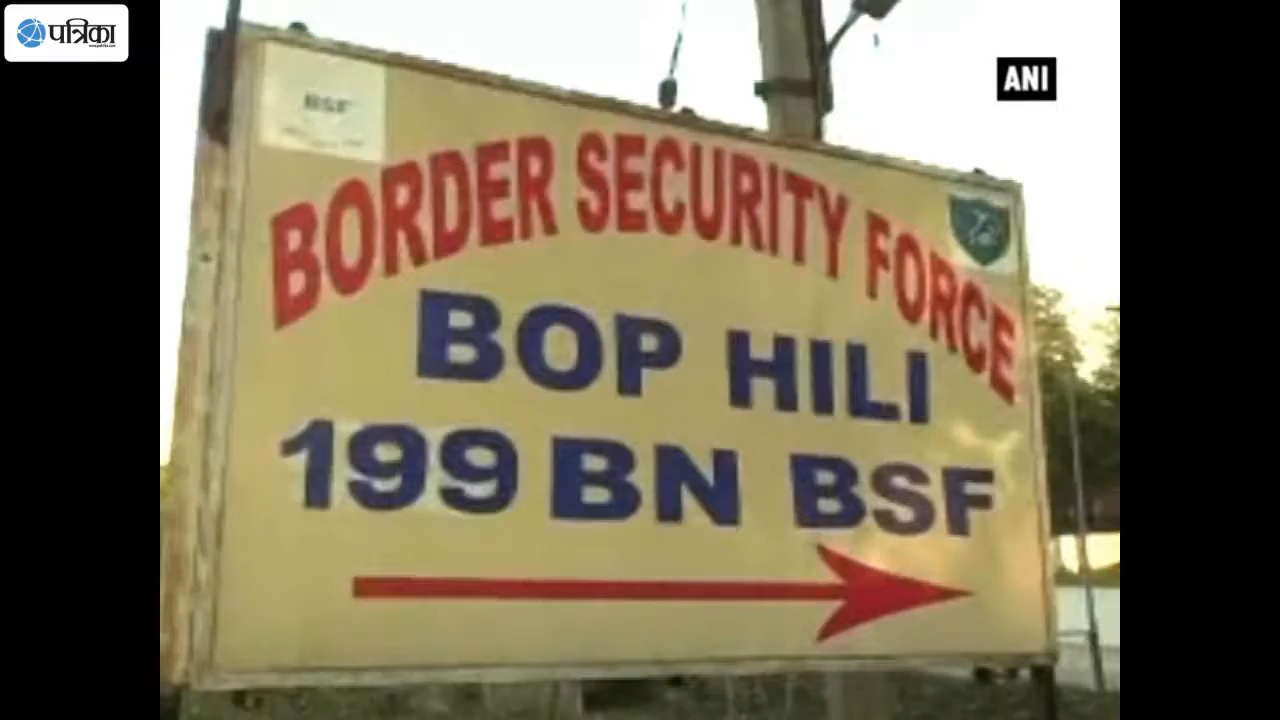 पत्रिका
ANI
BSF
BORDER SECURITY FORCE
BOP HILI
199 BN BSF